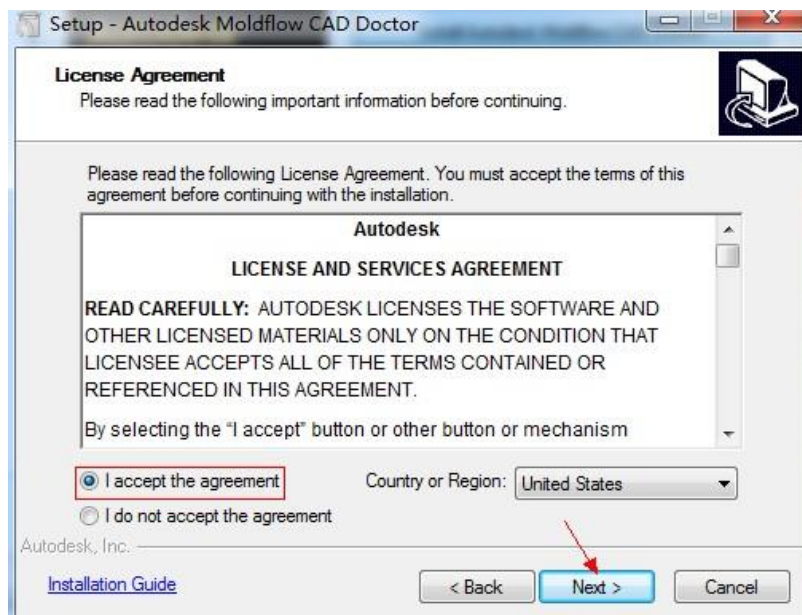 Setup - Autodesk Moldflow CAD Doctor
License Agreement
Please read the following important information before continuing.
Please read the following License Agreement. You must accept the terms of this
agreement before continuing with the installation.
Autodesk
LICENSE AND SERVICES AGREEMENT
READ CAREFULLY: AUTODESK LICENSES THE SOFTWARE AND
OTHER LICENSED MATERIALS ONLY ON THE CONDITION THAT
LICENSEE ACCEPTS ALL OF THE TERMS CONTAINED OR
REFERENCED IN THIS AGREEMENT.
By selecting the “I accept” button or other button or mechanism
I accept the agreement
Country or Region: United States
I do not accept the agreement
Autodesk, Inc.
Installation Guide
< Back Next > Cancel